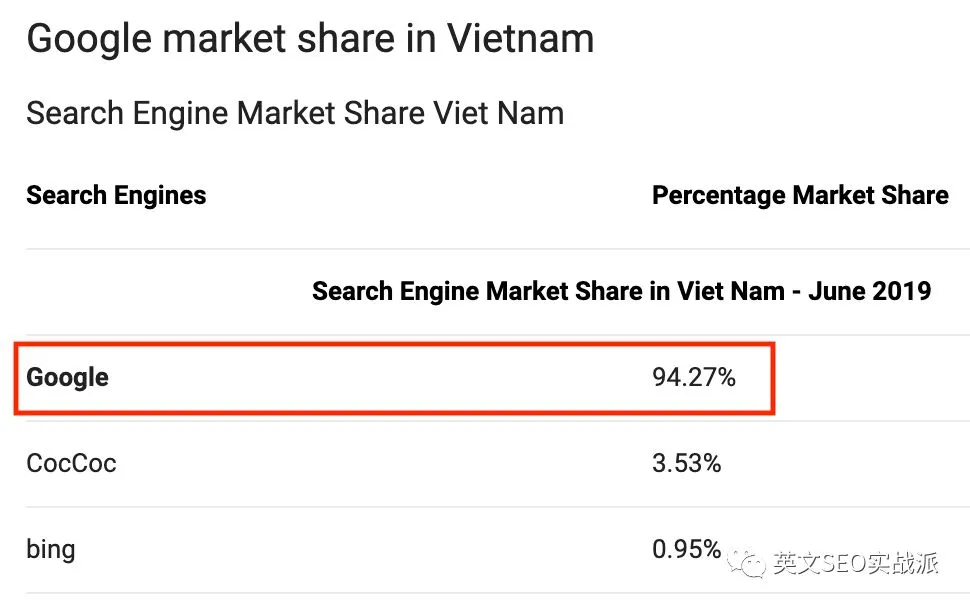 Google market share in Vietnam
Search Engine Market Share Viet Nam
Search Engines Percentage Market Share
Search Engine Market Share in Viet Nam - June 2019
Google 94.27%
CocCoc 3.53%
bing 0.95%
英文SEO实战派